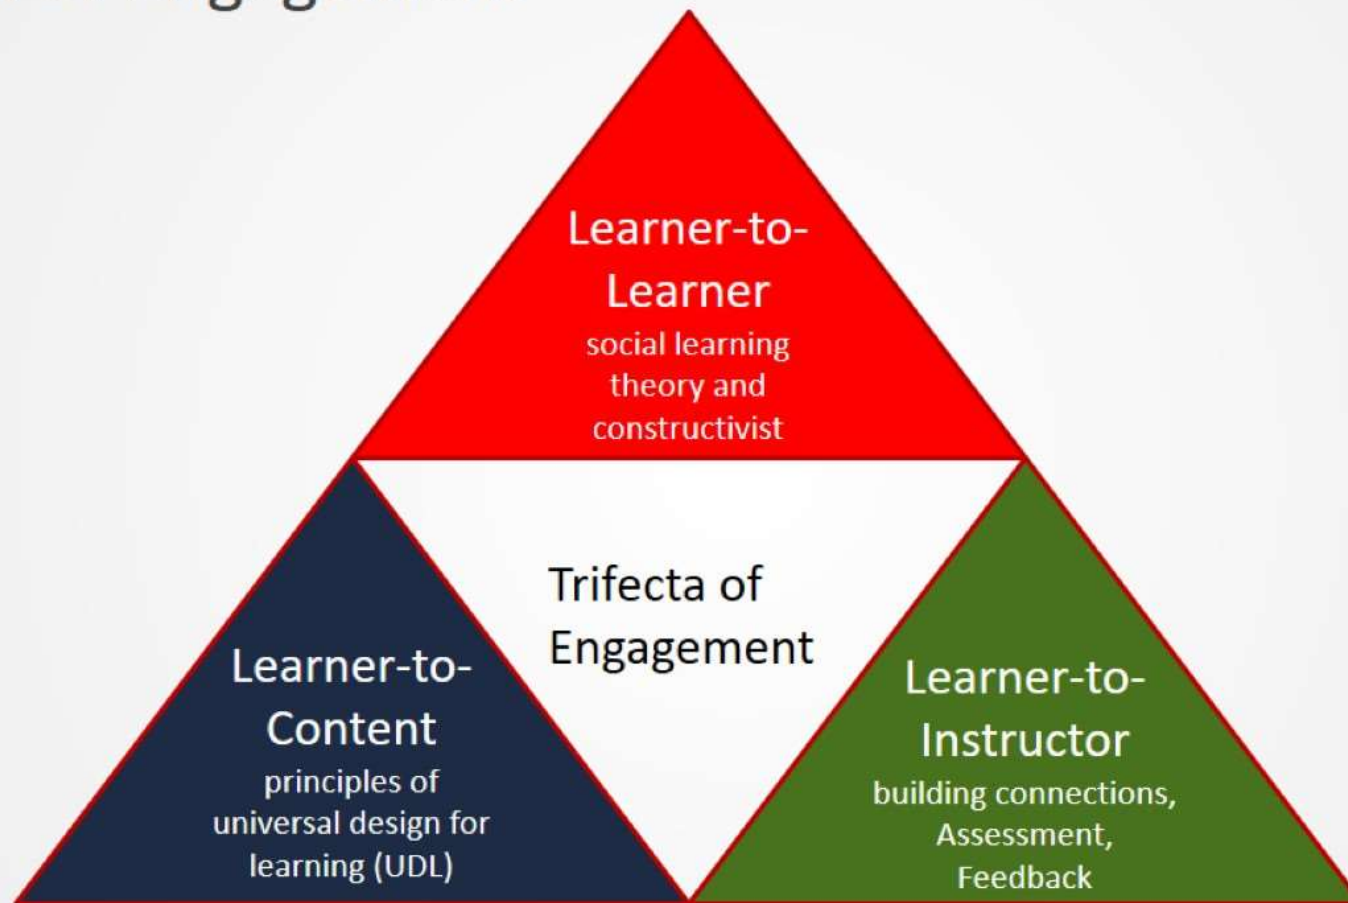 Learner-to-
Learner
social learning
theory and
constructivist
Trifecta of
Engagement
Learner-to-
Content
principles of
universal design for
learning (UDL)
Learner-to-
Instructor
building connections,
Assessment,
Feedback